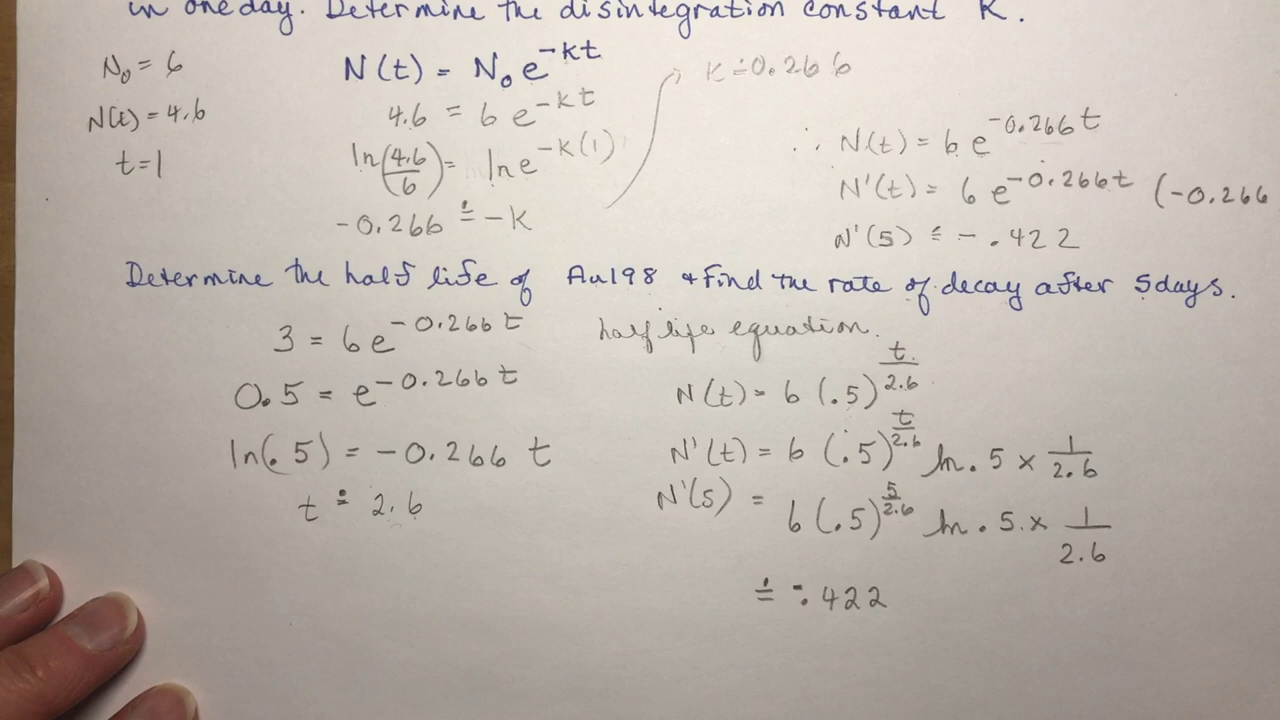 in one day. Determine the disintegration constant K.
N₀ = 6
N(t) = 4.6
t = 1
N(t) = N₀e^-kt
4.6 = 6e^-kt
ln(4.6/6) = ln e^-k(1)
-0.266 ≐ -K
K ≐ 0.266
∴ N(t) = 6e^-0.266t
N'(t) = 6e^-0.266t (-0.266
N'(5) ≐ -.422
Determine the half life of Au198 & Find the rate of decay after 5 days.
3 = 6e^-0.266t
0.5 = e^-0.266t
ln(.5) = -0.266t
t ≐ 2.6
half life equation.
N(t) = 6(.5)^t/2.6
N'(t) = 6(.5)^t/2.6 ln .5 × 1/2.6
N'(5) = 6(.5)^5/2.6 ln .5 × 1/2.6
≐ -.422